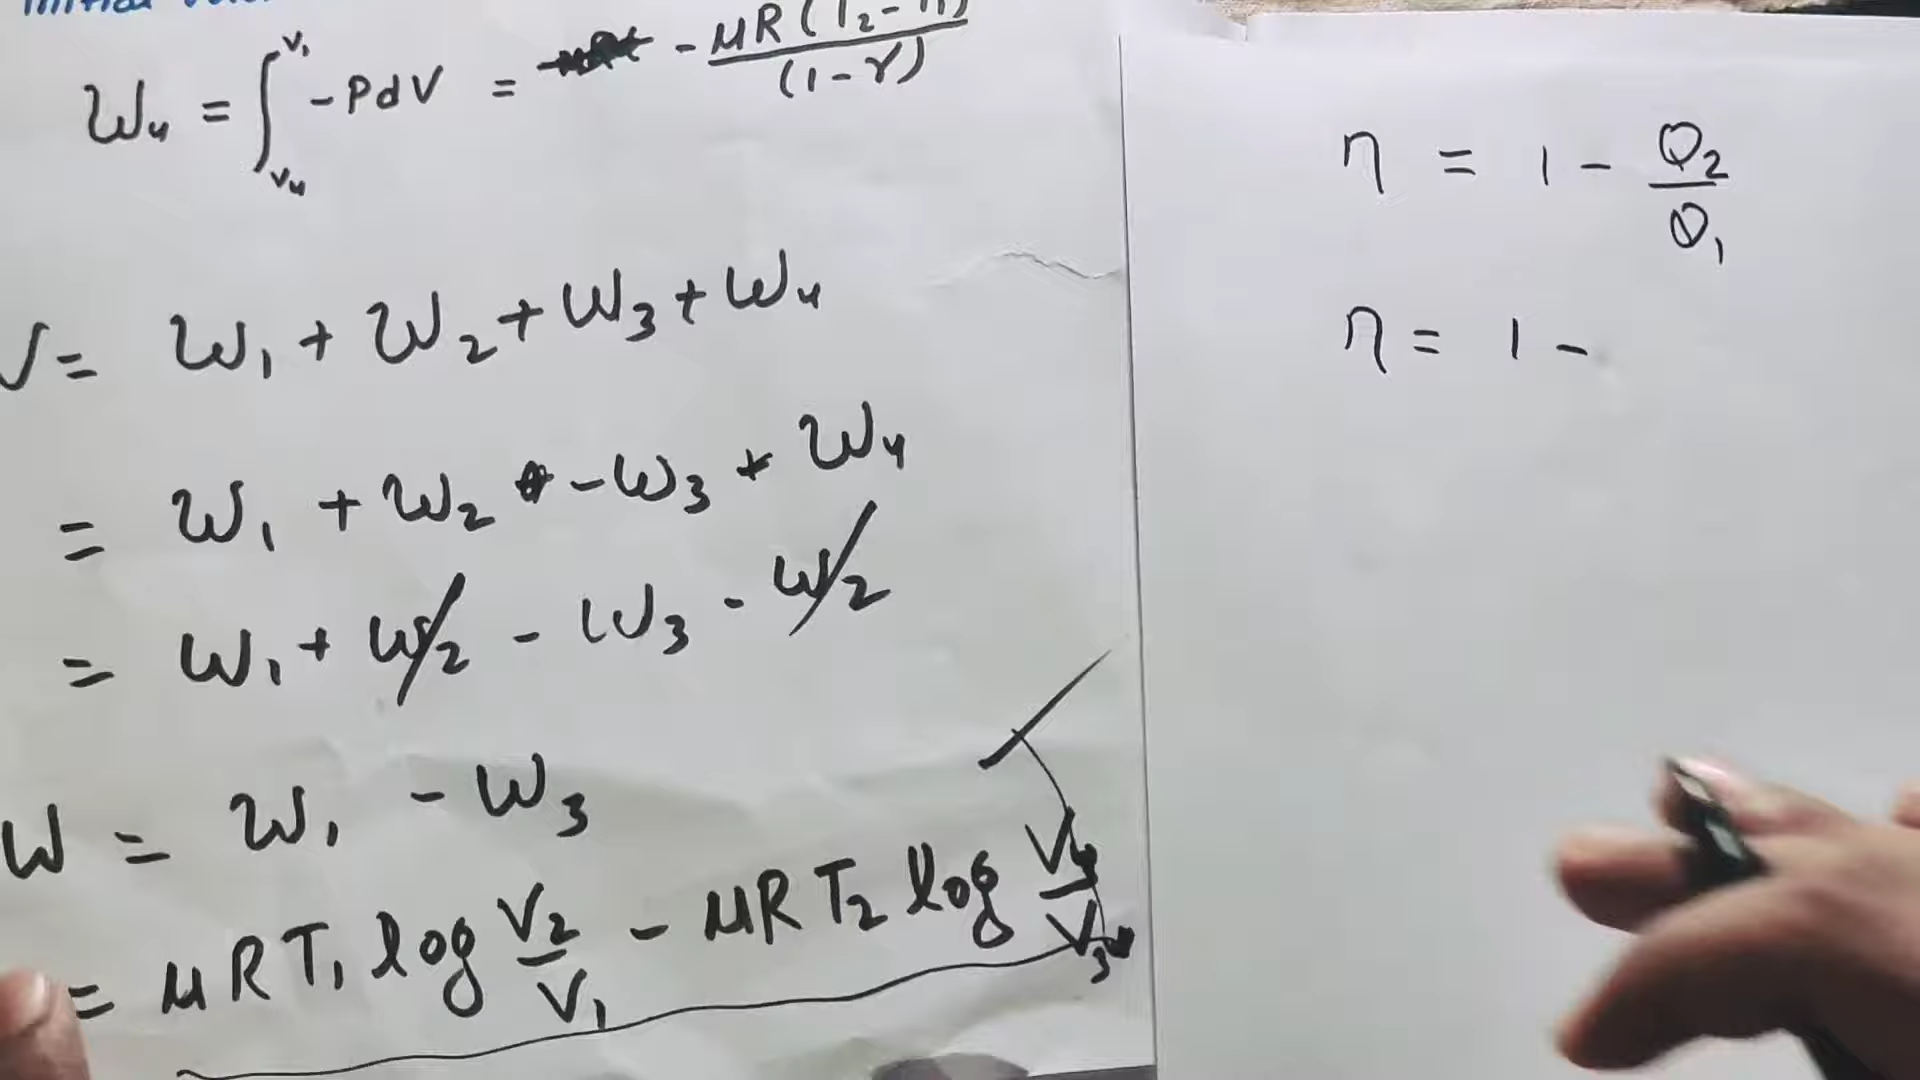 W₄ = ∫_{V₄}^{V₁} -PdV = - μR(T₂-T₁)/(1-γ)
= W₁ + W₂ + W₃ + W₄
= W₁ + W₂ - W₃ + W₄
= W₁ + W₂ - W₃ - W₂
W = W₁ - W₃
= μRT₁ log V₂/V₁ - μRT₂ log V₄/V₃
η = 1 - Q₂/Q₁
η = 1 -